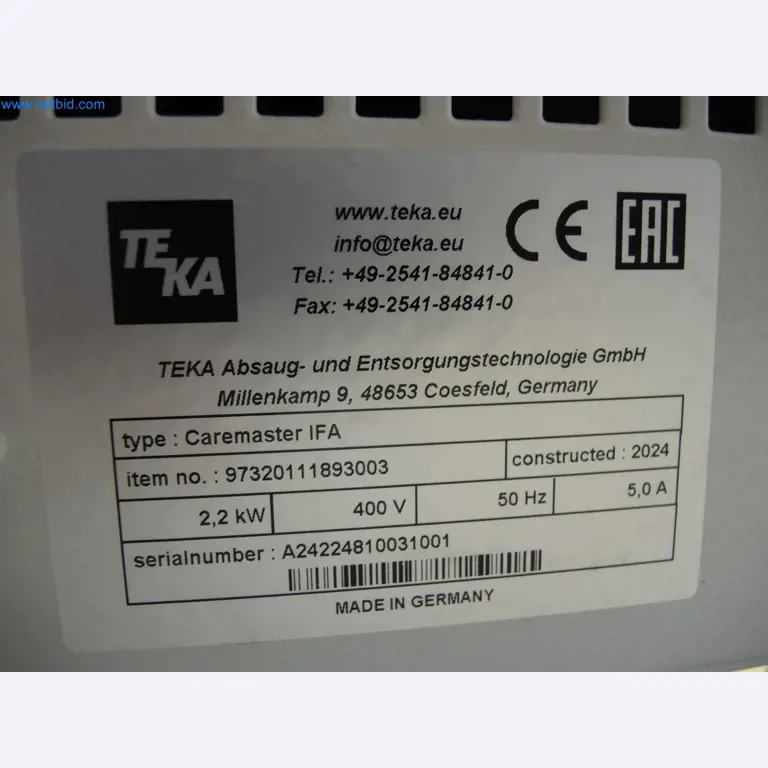 www.netbid.com
TEKA
www.teka.eu
info@teka.eu
Tel.: +49-2541-84841-0
Fax: +49-2541-84841-0
CE
EAC
TEKA Absaug- und Entsorgungstechnologie GmbH
Millenkamp 9, 48653 Coesfeld, Germany
type : Caremaster IFA
item no. : 97320111893003 constructed : 2024
2,2 kW 400 V 50 Hz 5,0 A
serialnumber : A24224810031001
MADE IN GERMANY